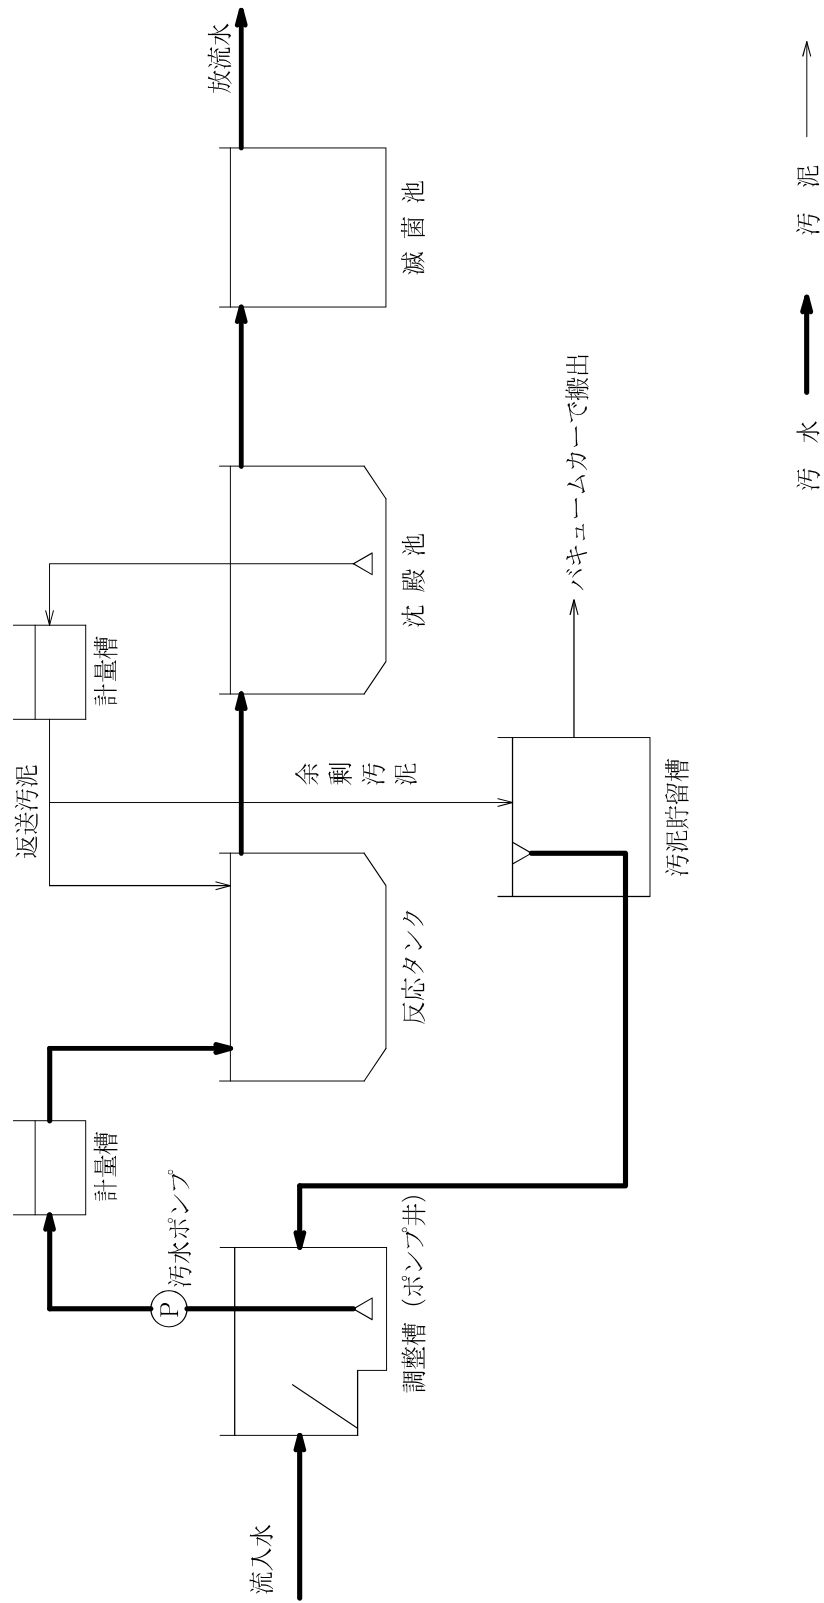 流入水
調整槽（ポンプ井）
P
汚水ポンプ
計量槽
反応タンク
返送汚泥
計量槽
余剰汚泥
沈殿池
汚泥貯留槽
バキュームカーで搬出
滅菌池
放流水
汚水
汚泥